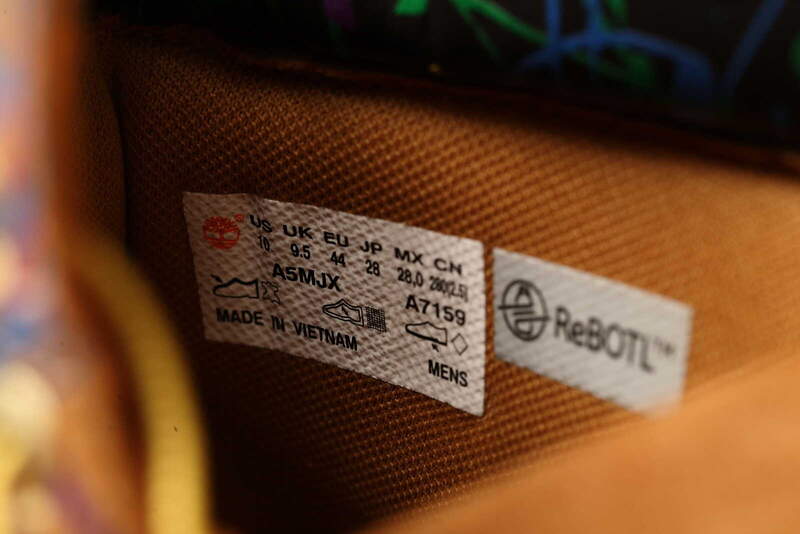 US UK EU JP MX CN
10 9.5 44 28 28.0 280(2.5)
A5MJX A7159
MADE IN VIETNAM MENS
ReBOTL™